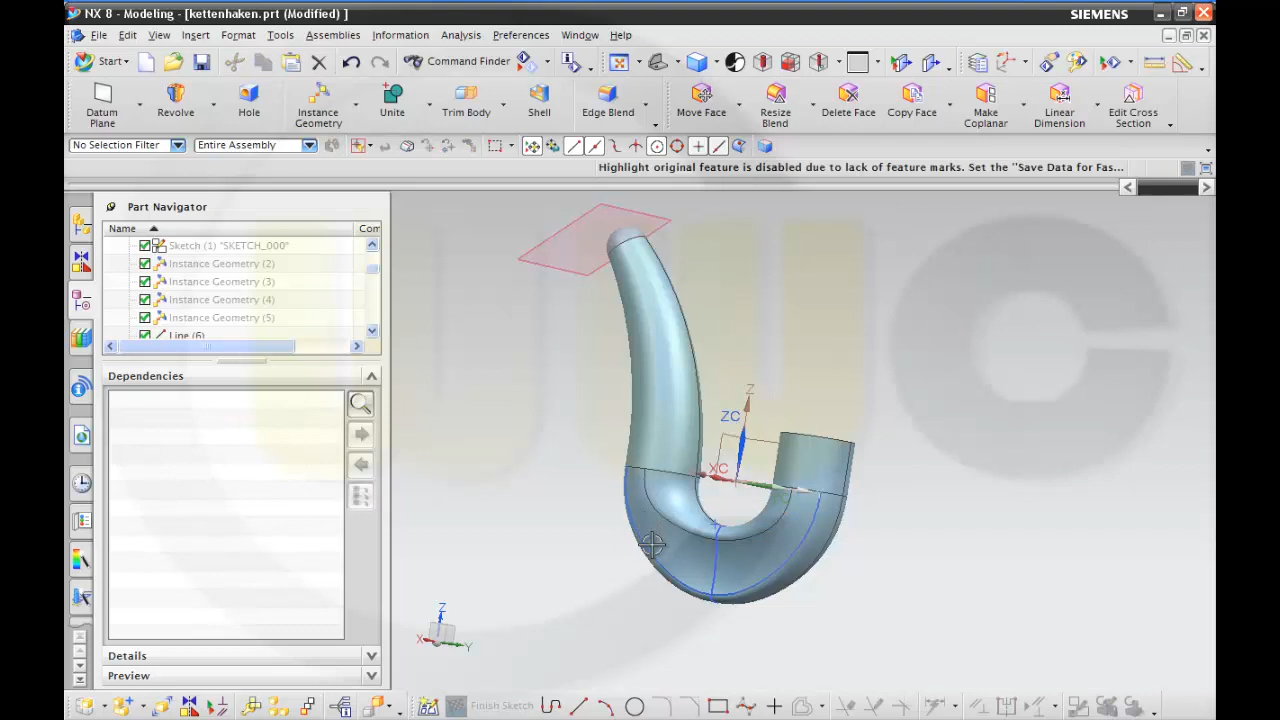 NX 8 - Modeling - [kettenhaken.prt (Modified) ]
SIEMENS
File Edit View Insert Format Tools Assemblies Information Analysis Preferences Window Help
Start Command Finder
Datum Plane
Revolve
Hole
Instance Geometry
Unite
Trim Body
Shell
Edge Blend
Move Face
Resize Blend
Delete Face
Copy Face
Make Coplanar
Linear Dimension
Edit Cross Section
No Selection Filter
Entire Assembly
Highlight original feature is disabled due to lack of feature marks. Set the "Save Data for Fas...
Part Navigator
Name
Com
Sketch (1) "SKETCH_000"
Instance Geometry (2)
Instance Geometry (3)
Instance Geometry (4)
Instance Geometry (5)
Line (6)
Dependencies
Details
Preview
Z
ZC
XC
Z
X
Y
Finish Sketch